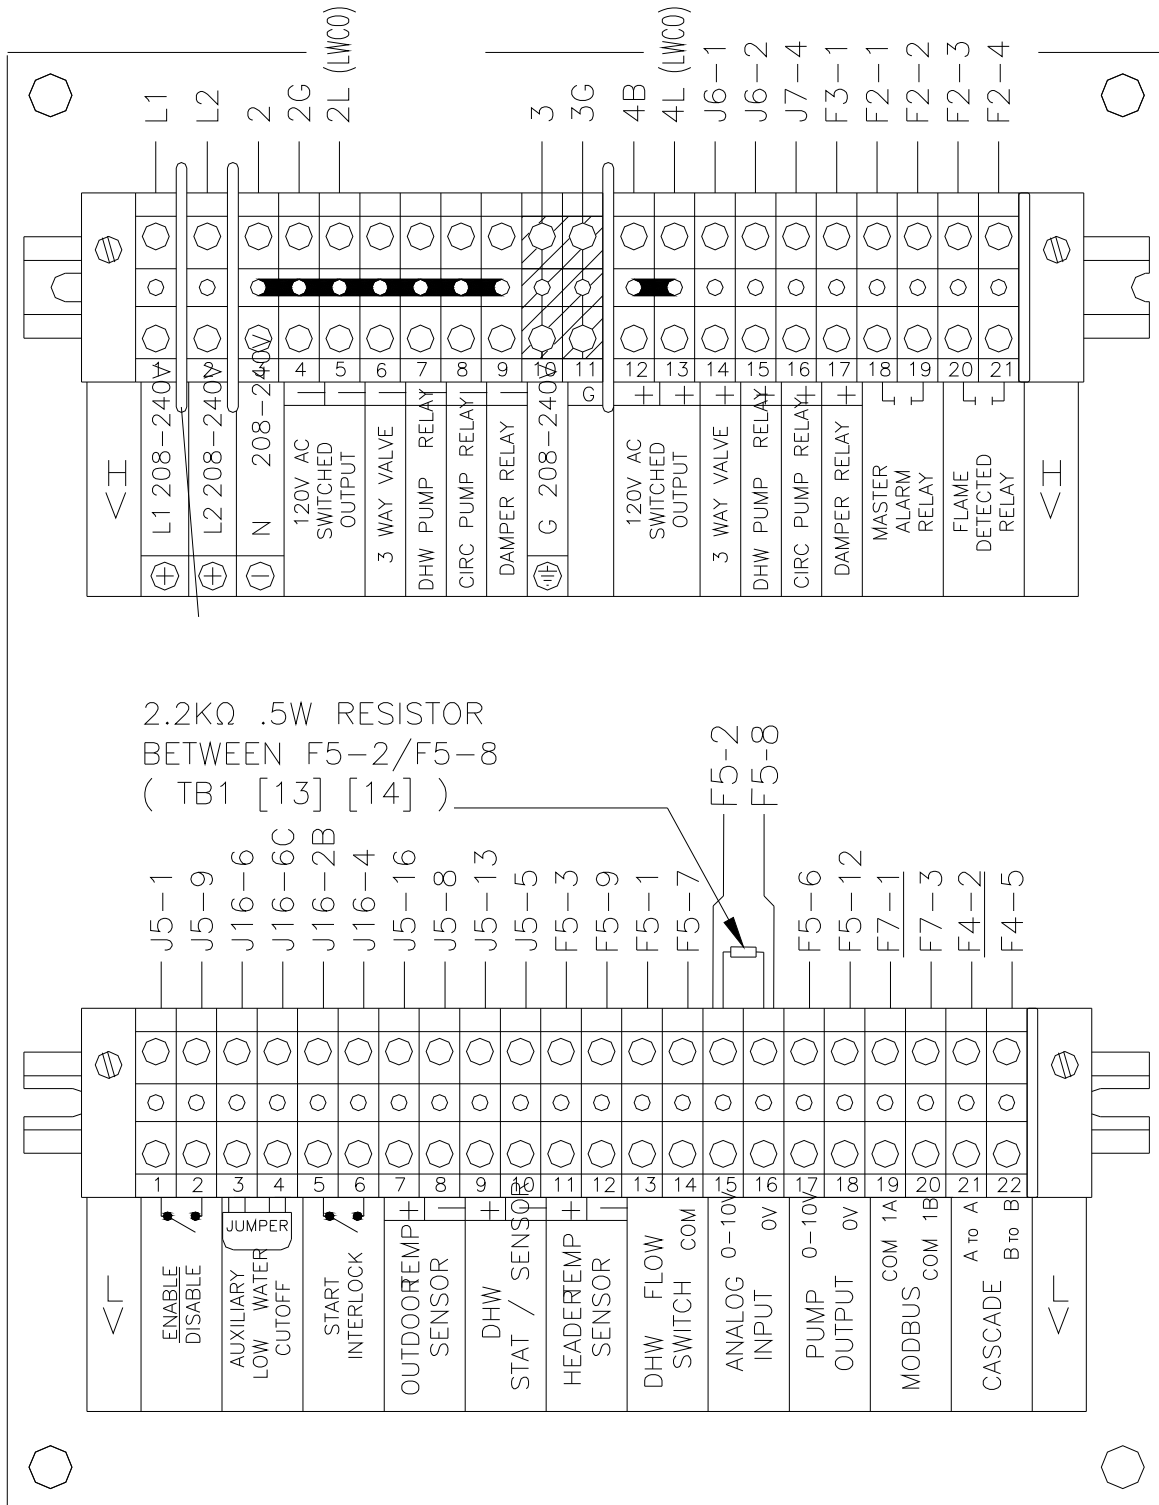 L1
L2
2
2G
2L (LWCO)
3
3G
4B
4L (LWCO)
J6-1
J6-2
J7-4
F3-1
F2-1
F2-2
F2-3
F2-4
1 2 3 4 5 6 7 8 9 10 11 12 13 14 15 16 17 18 19 20 21
G
HV
L1 208-240V
L2 208-240V
N 208-240V
120V AC
SWITCHED
OUTPUT
3 WAY VALVE
DHW PUMP RELAY
CIRC PUMP RELAY
DAMPER RELAY
G 208-240V
120V AC
SWITCHED
OUTPUT
3 WAY VALVE
DHW PUMP RELAY
CIRC PUMP RELAY
DAMPER RELAY
MASTER
ALARM
RELAY
FLAME
DETECTED
RELAY
HV
2.2KΩ .5W RESISTOR
BETWEEN F5-2/F5-8
( TB1 [13] [14] )
J5-1
J5-9
J16-6
J16-6C
J16-2B
J16-4
J5-16
J5-8
J5-13
J5-5
F5-3
F5-9
F5-1
F5-7
F5-2
F5-8
F5-6
F5-12
F7-1
F7-3
F4-2
F4-5
1 2 3 4 5 6 7 8 9 10 11 12 13 14 15 16 17 18 19 20 21 22
LV
ENABLE
DISABLE
JUMPER
AUXILIARY
LOW WATER
CUTOFF
START
INTERLOCK
OUTDOOR TEMP
SENSOR
DHW
STAT / SENSOR
HEADER TEMP
SENSOR
DHW FLOW
SWITCH COM
ANALOG 0-10V
INPUT 0V
PUMP 0-10V
OUTPUT 0V
COM 1A
MODBUS
COM 1B
A TO A
CASCADE
B TO B
LV